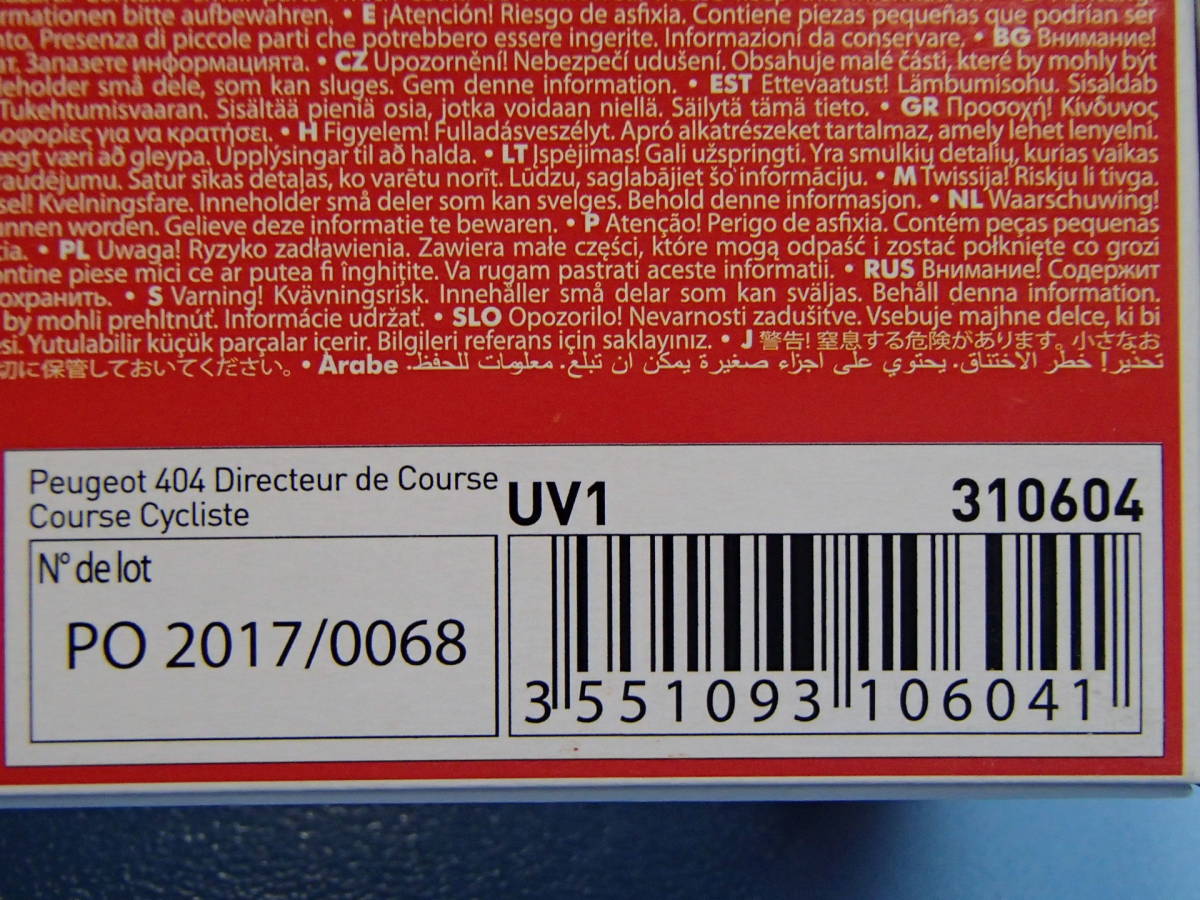 ormationen bitte aufbewahren. • E ¡Atención! Riesgo de asfixia. Contiene piezas pequeñas que podrían ser
to. Presenza di piccole parti che potrebbero essere ingerite. Informazioni da conservare. • BG Внимание!
ат. Запазете информацията. • CZ Upozornění! Nebezpečí udušení. Obsahuje malé části, které by mohly být
eholder små dele, som kan sluges. Gem denne information. • EST Ettevaatust! Lämbumisohu. Sisaldab
Tukehtumisvaaran. Sisältää pieniä osia, jotka voidaan niellä. Säilytä tämä tieto. • GR Προσοχή! Κίνδυνος
οφορίες για να κρατήσει. • H Figyelem! Fulladásveszélyt. Apró alkatrészeket tartalmaz, amely lehet lenyelni.
ægt væri að gleypa. Upplýsingar til að halda. • LT Įspėjimas! Gali užspringti. Yra smulkių detalių, kurias vaikas
raudējumu. Satur sīkas detaļas, ko varētu norīt. Lūdzu, saglabājiet šo informāciju. • M Twissija! Riskju li tivga.
sel! Kvelningsfare. Inneholder små deler som kan svelges. Behold denne informasjon. • NL Waarschuwing!
unnen worden. Gelieve deze informatie te bewaren. • P Atenção! Perigo de asfixia. Contém peças pequenas
cia. • PL Uwaga! Ryzyko zadławienia. Zawiera małe części, które mogą odpaść i zostać połknięte co grozi
ontine piese mici ce ar putea fi înghițite. Va rugam pastrati aceste informatii. • RUS Внимание! Содержит
охранить. • S Varning! Kvävningsrisk. Innehåller små delar som kan sväljas. Behåll denna information.
by mohli prehltnúť. Informácie udržať. • SLO Opozorilo! Nevarnosti zadušitve. Vsebuje majhne delce, ki bi
esi. Yutulabilir küçük parçalar içerir. Bilgileri referans için saklayınız. • J 警告! 窒息する危険があります。小さなお
切に保管しておいてください。 • Arabe تحذير! خطر الاختناق. يحتوي على أجزاء صغيرة يمكن أن تبلع. معلومات للحفظ.
Peugeot 404 Directeur de Course
Course Cycliste
UV1
310604
N° de lot
PO 2017/0068
3 551093 106041